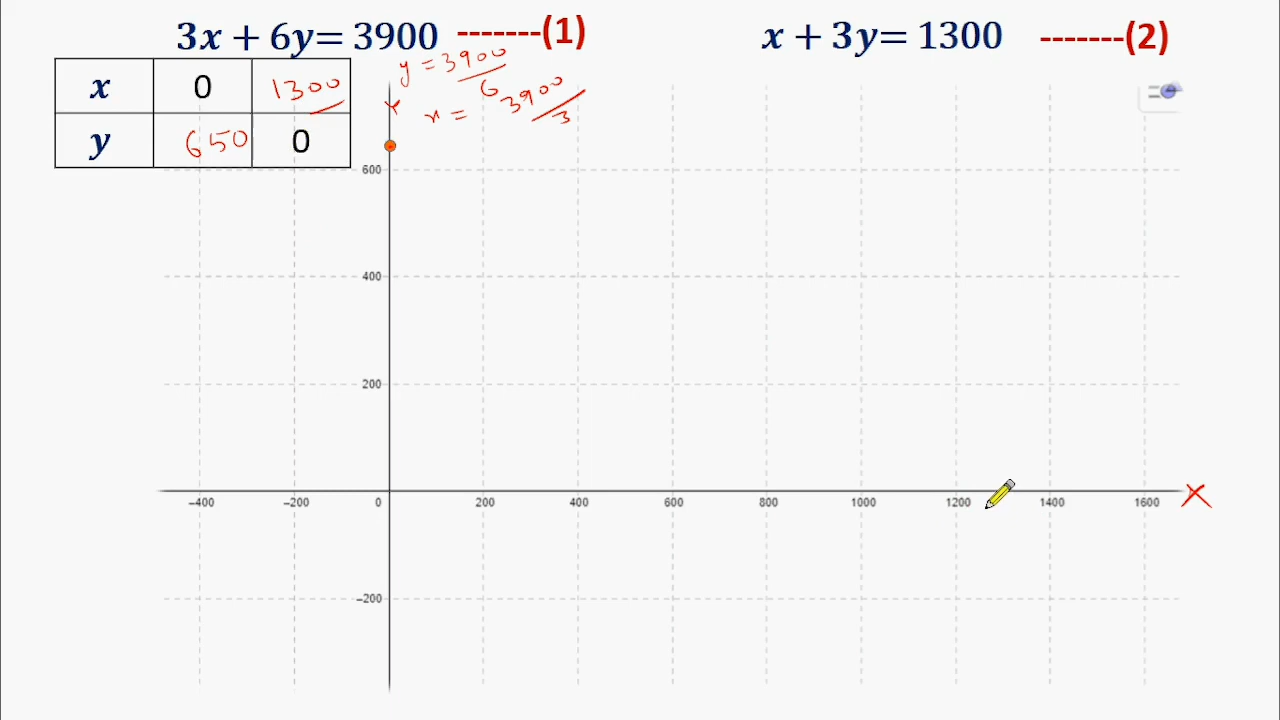 3x + 6y= 3900 -------(1)
x + 3y= 1300 -------(2)
x 0 1300
y 650 0
y = 3900/6
x = 3900/3
Y
600
400
200
-400 -200 0 200 400 600 800 1000 1200 1400 1600 X
-200